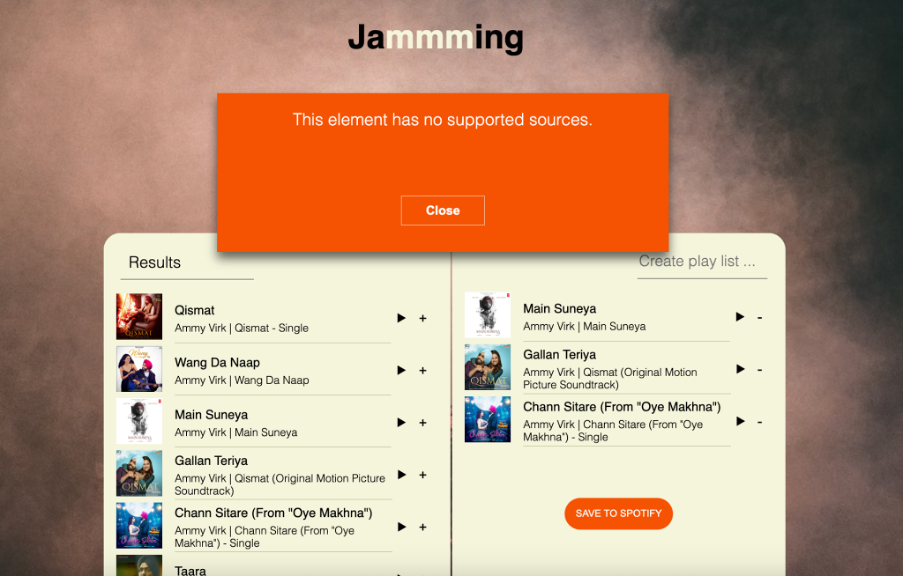 Jammming
This element has no supported sources.
Close
Results
Qismat
Ammy Virk | Qismat - Single
+
Wang Da Naap
Ammy Virk | Wang Da Naap
+
Main Suneya
Ammy Virk | Main Suneya
+
Gallan Teriya
Ammy Virk | Qismat (Original Motion Picture
Soundtrack)
+
Chann Sitare (From "Oye Makhna")
Ammy Virk | Chann Sitare (From "Oye
Makhna") - Single
+
Taara
Create play list ...
Main Suneya
Ammy Virk | Main Suneya
-
Gallan Teriya
Ammy Virk | Qismat (Original Motion
Picture Soundtrack)
-
Chann Sitare (From "Oye Makhna")
Ammy Virk | Chann Sitare (From "Oye
Makhna") - Single
-
SAVE TO SPOTIFY